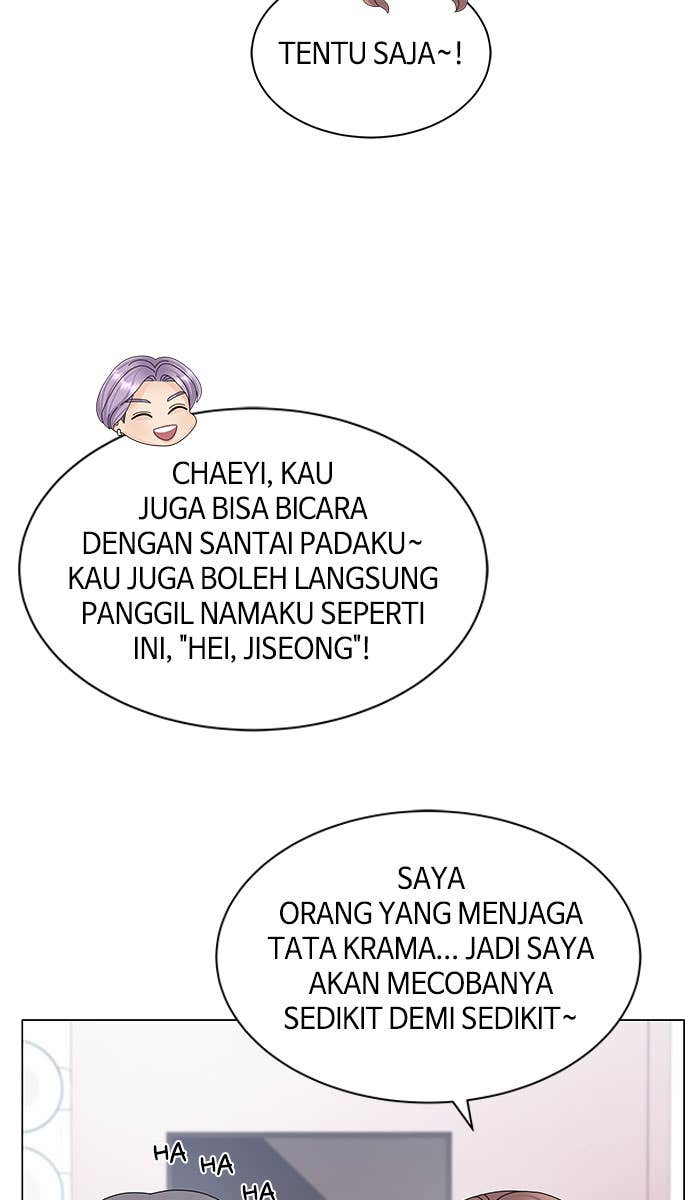 TENTU SAJA~!
CHAEYI, KAU
JUGA BISA BICARA
DENGAN SANTAI PADAKU~
KAU JUGA BOLEH LANGSUNG
PANGGIL NAMAKU SEPERTI
INI, "HEI, JISEONG"!
SAYA
ORANG YANG MENJAGA
TATA KRAMA... JADI SAYA
AKAN MECOBANYA
SEDIKIT DEMI SEDIKIT~
HA
HA
HA